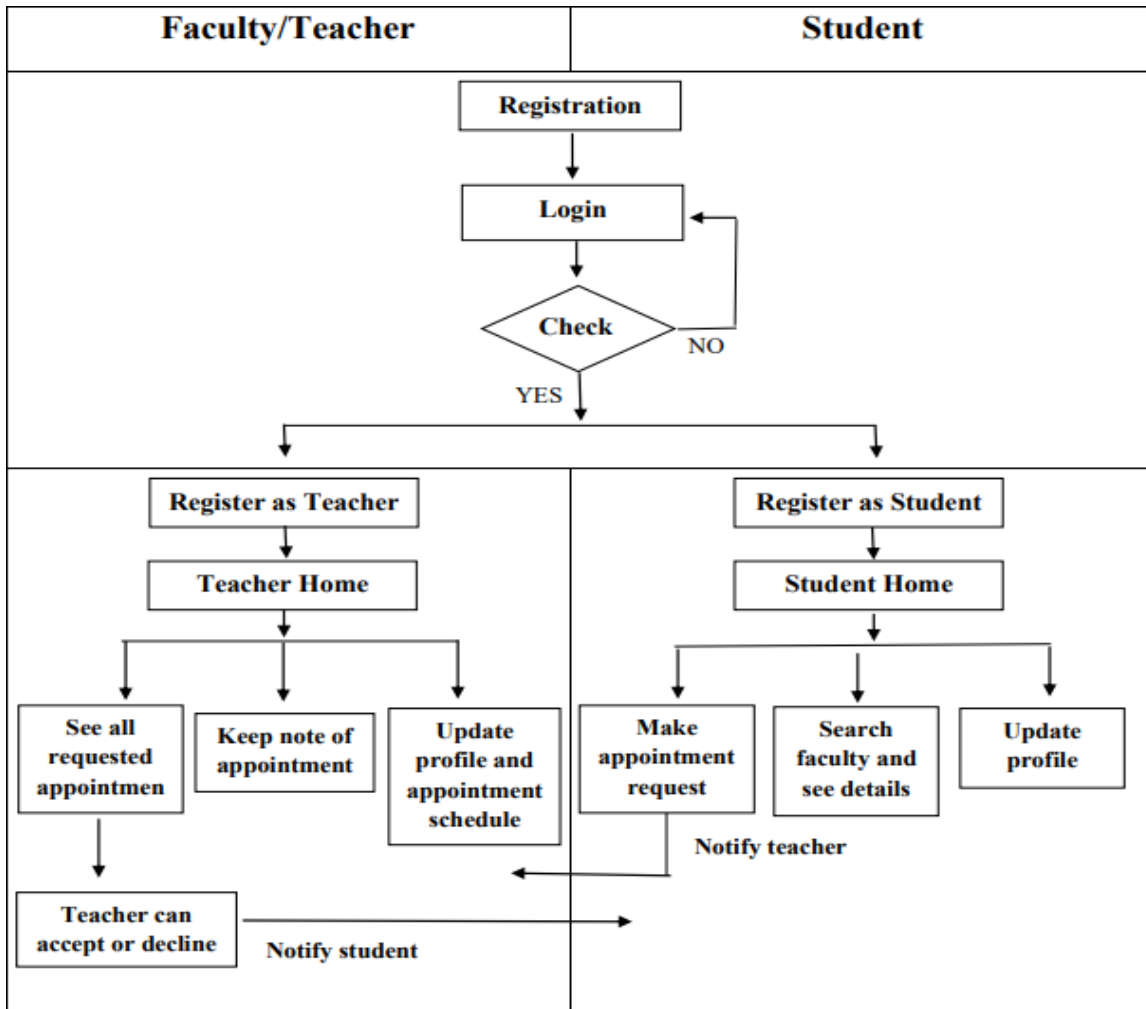 Faculty/Teacher
Student
Registration
Login
Check
NO
YES
Register as Teacher
Register as Student
Teacher Home
Student Home
See all
requested
appointmen
Keep note of
appointment
Update
profile and
appointment
schedule
Make
appointment
request
Search
faculty and
see details
Update
profile
Notify teacher
Teacher can
accept or decline
Notify student